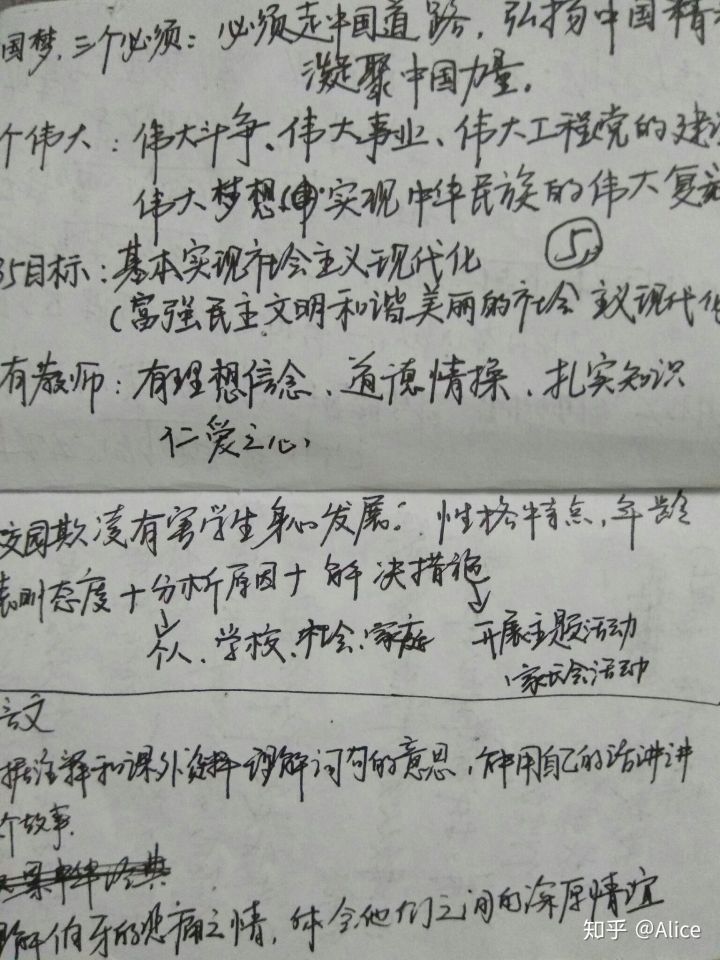 国梦,三个必须:必须走中国道路,弘扬中国精
凝聚中国力量.
个伟大:伟大斗争、伟大事业、伟大工程党的建设
伟大梦想 实现中华民族的伟大复兴
⑤
35目标:基本实现社会主义现代化
(富强民主文明和谐美丽的社会主义现代化
有教师:有理想信念、道德情操、扎实知识
仁爱之心、
校园欺凌有害学生身心发展:性格特点,年龄
表明态度+分析原因+解决措施
个人、学校、社会、家庭 开展主题活动
家长会活动
言文
据注释和课外资料理解词句的意思,能用自己的话讲讲
个故事.
理解伯牙的悲痛之情,体会他们之间的深厚情谊
知乎 @Alice